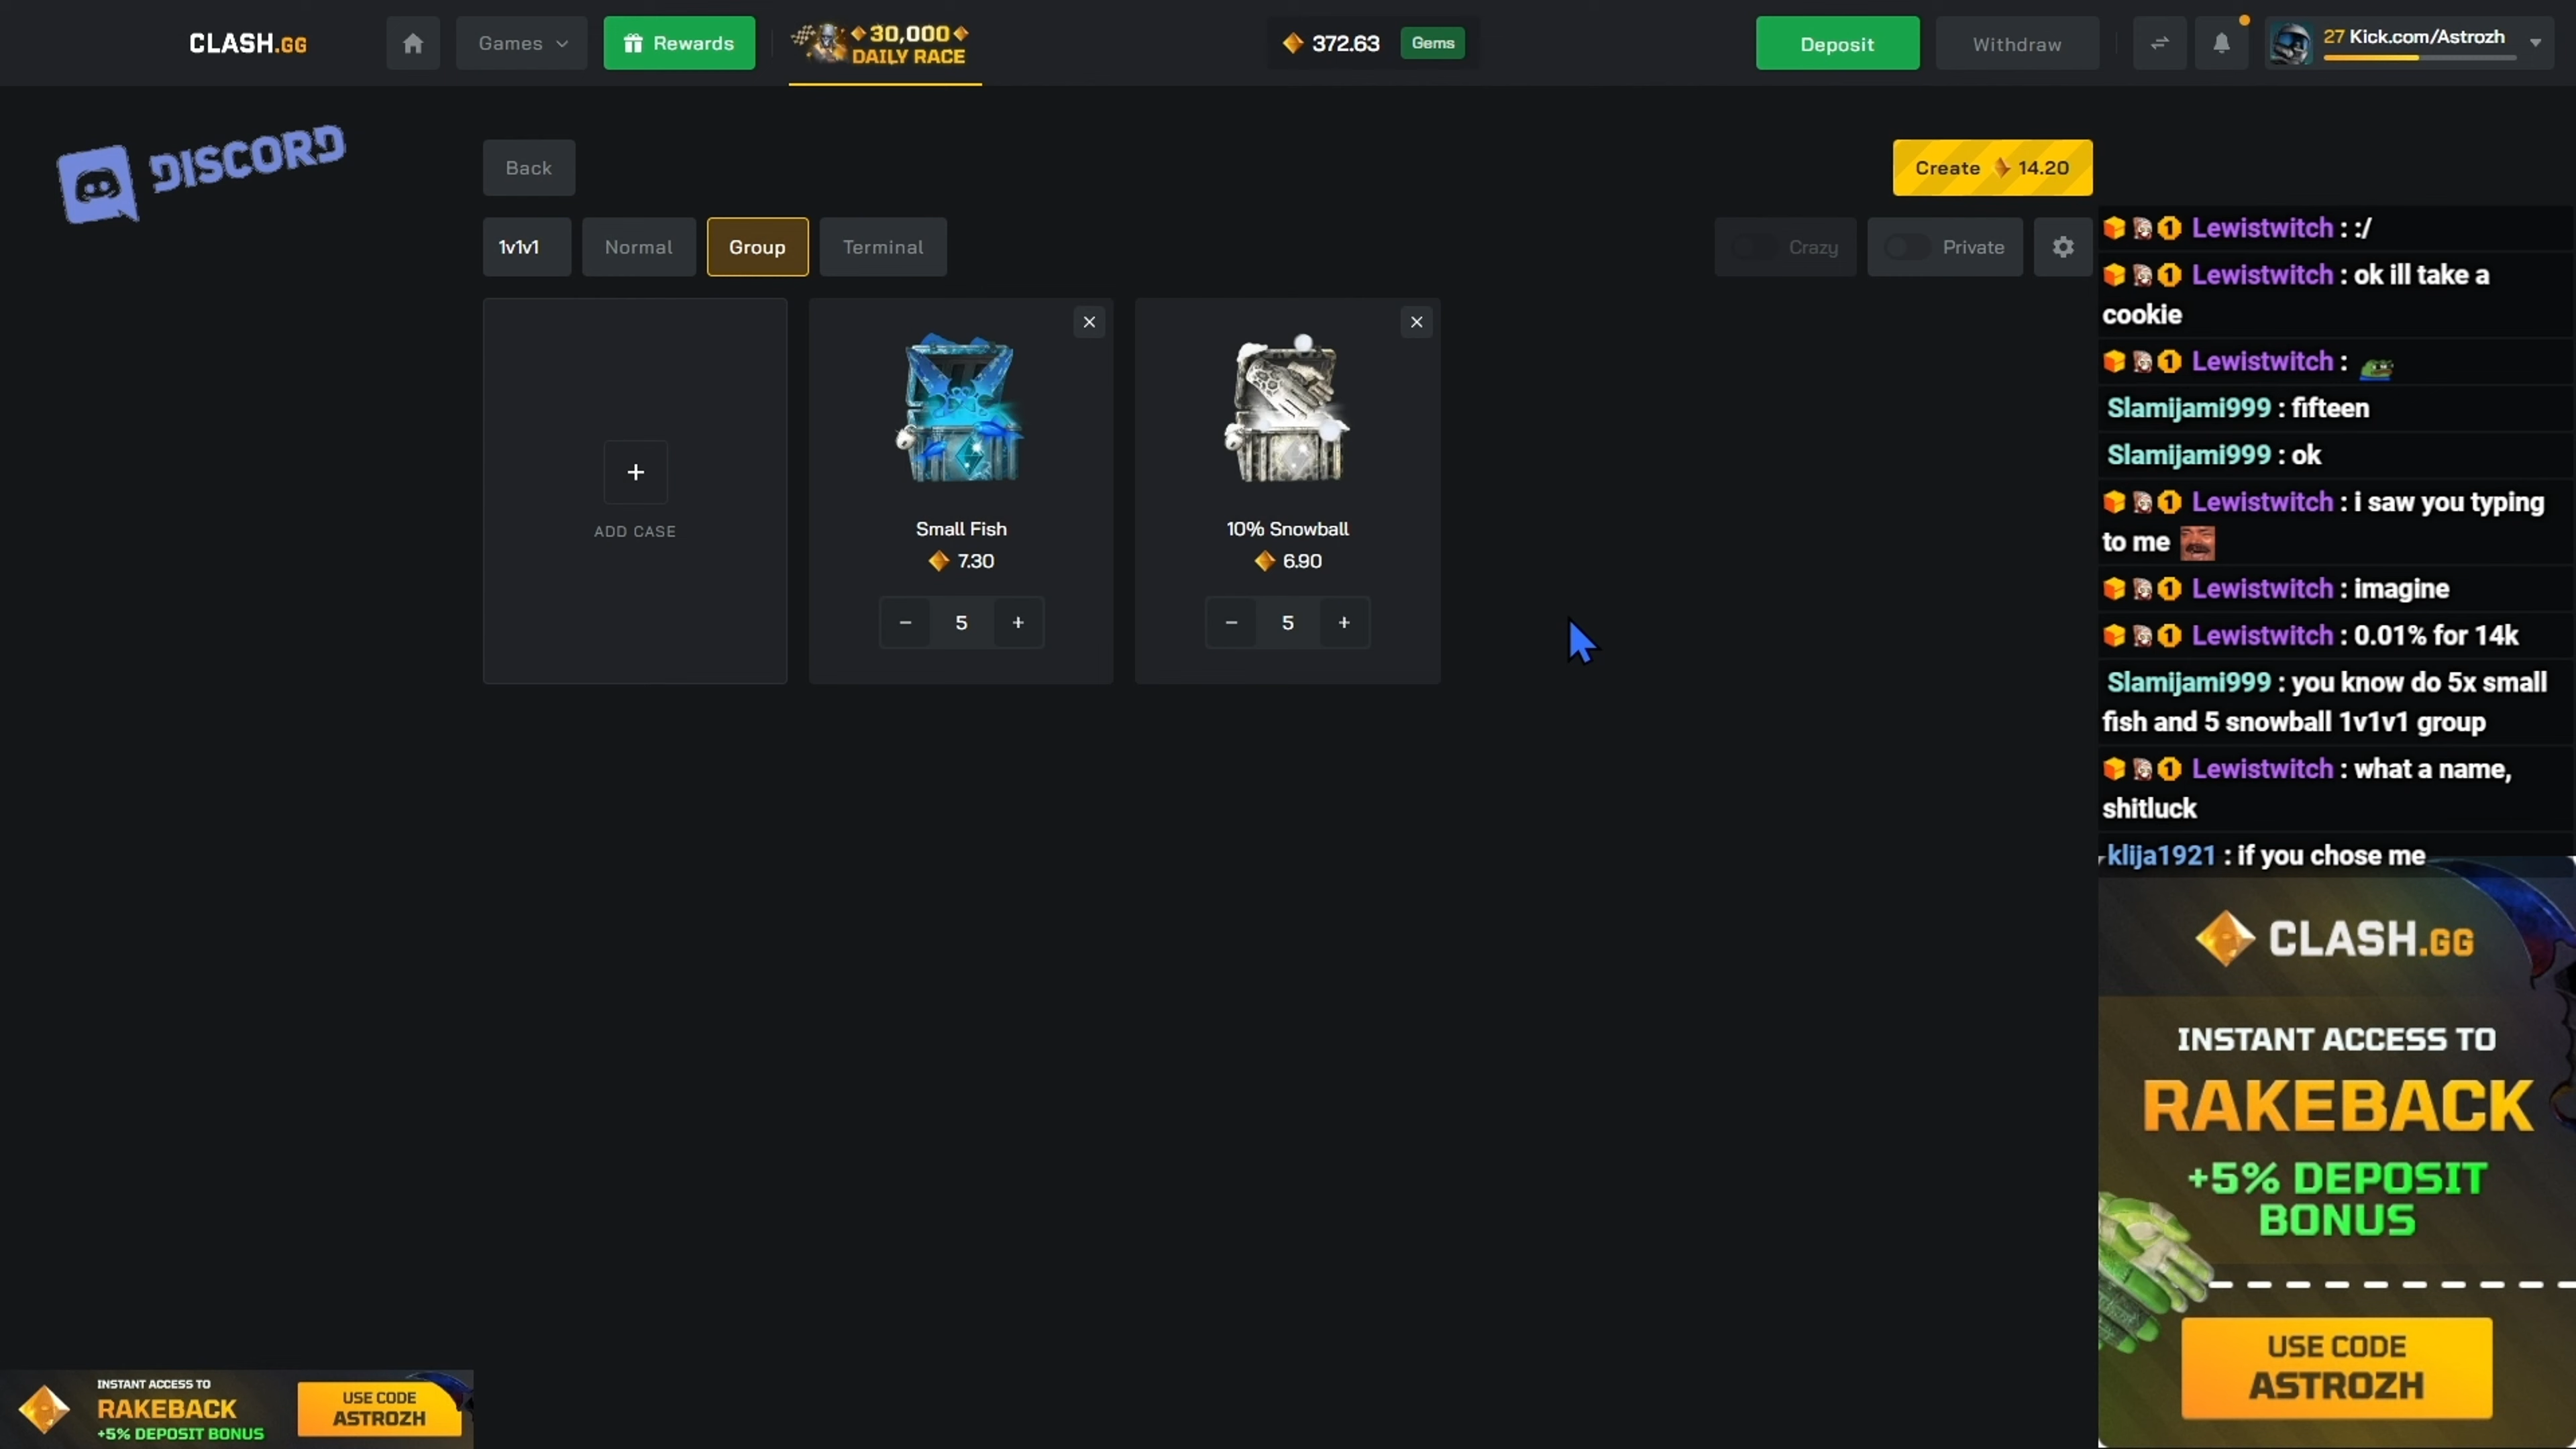 CLASH.GG
Games
Rewards
30,000
DAILY RACE
372.63
Gems
Deposit
Withdraw
27 Kick.com/Astrozh
DISCORD
Back
Create 14.20
1v1v1
Normal
Group
Terminal
Crazy
Private
+
ADD CASE
Small Fish
7.30
− 5 +
10% Snowball
6.90
− 5 +
Lewistwitch : :/
Lewistwitch : ok ill take a
cookie
Lewistwitch :
Slamijami999 : fifteen
Slamijami999 : ok
Lewistwitch : i saw you typing
to me
Lewistwitch : imagine
Lewistwitch : 0.01% for 14k
Slamijami999 : you know do 5x small
fish and 5 snowball 1v1v1 group
Lewistwitch : what a name,
shitluck
klija1921 : if you chose me
CLASH.GG
INSTANT ACCESS TO
RAKEBACK
+5% DEPOSIT
BONUS
USE CODE
ASTROZH
INSTANT ACCESS TO
RAKEBACK
+5% DEPOSIT BONUS
USE CODE
ASTROZH